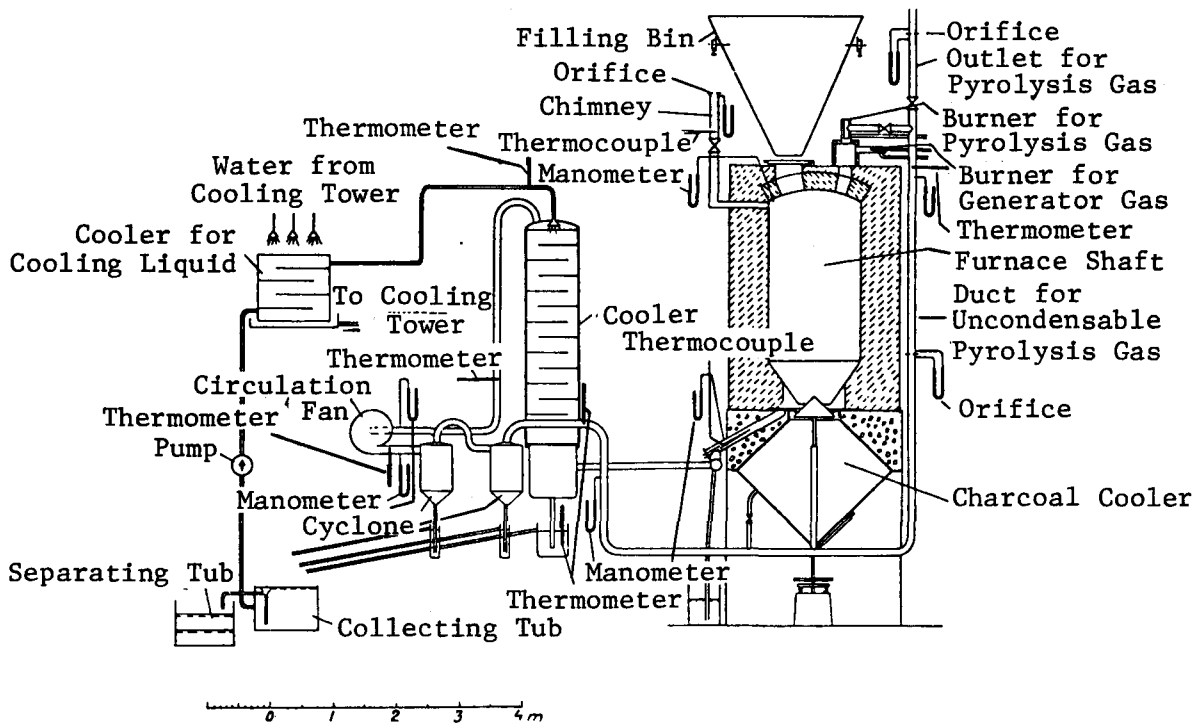 Filling Bin
Orifice
Chimney
Thermocouple
Manometer
Orifice
Outlet for
Pyrolysis Gas
Burner for
Pyrolysis Gas
Burner for
Generator Gas
Thermometer
Furnace Shaft
Duct for
Uncondensable
Pyrolysis Gas
Orifice
Charcoal Cooler
Thermometer
Water from
Cooling Tower
Cooler for
Cooling Liquid
To Cooling
Tower
Cooler
Thermocouple
Thermometer
Circulation
Fan
Thermometer
Pump
Manometer
Cyclone
Separating Tub
Collecting Tub
Manometer
Thermometer
0 1 2 3 4 m